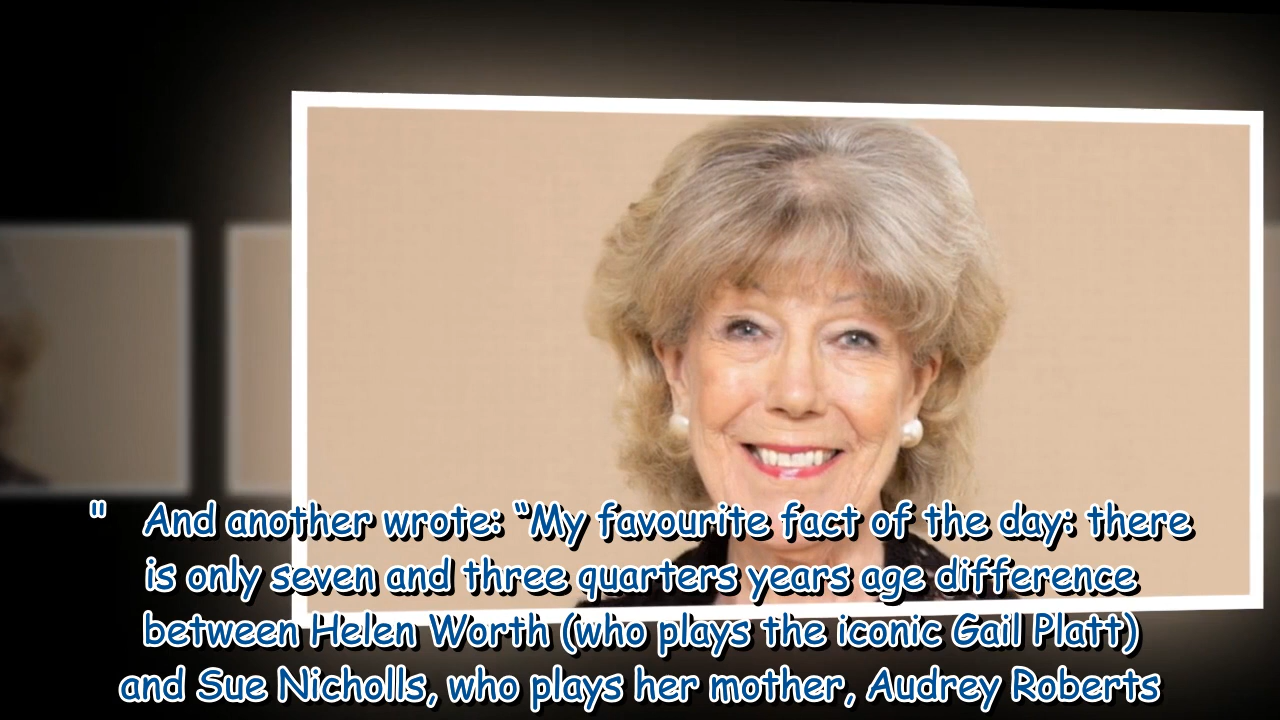 " And another wrote: “My favourite fact of the day: there
is only seven and three quarters years age difference
between Helen Worth (who plays the iconic Gail Platt)
and Sue Nicholls, who plays her mother, Audrey Roberts